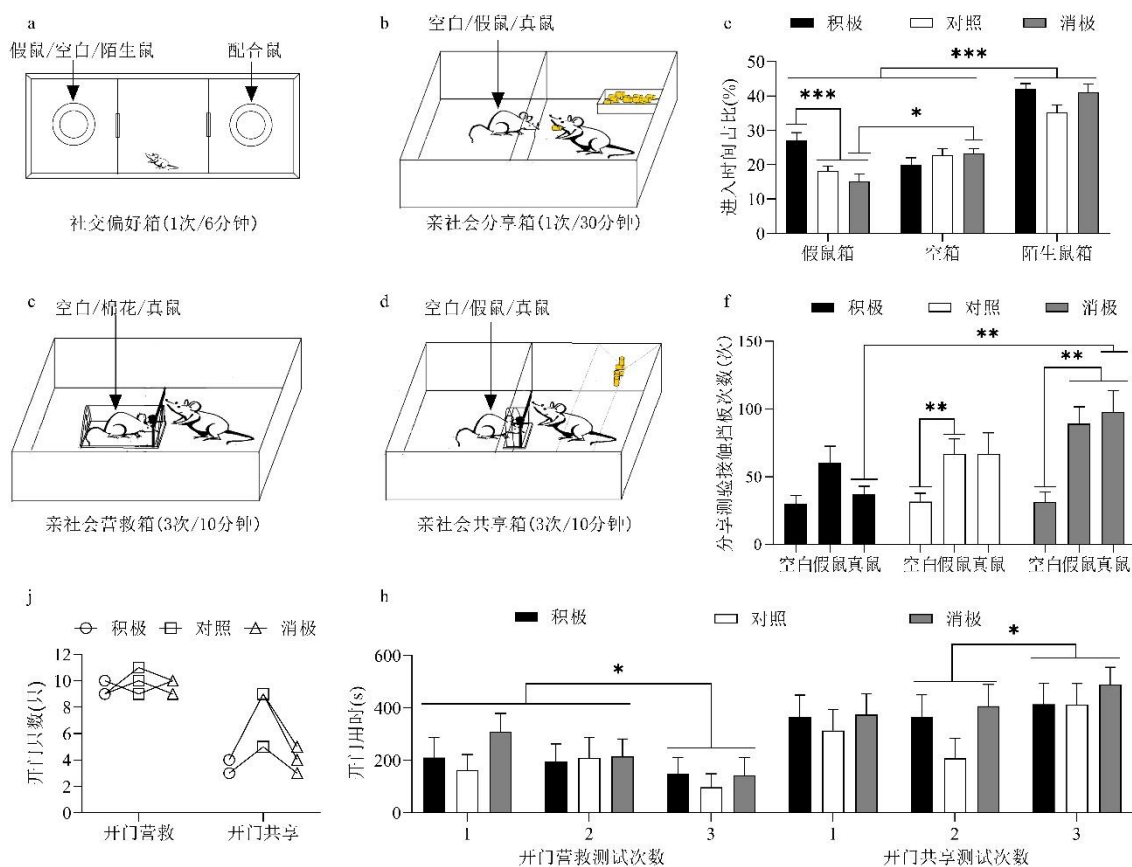 a
假鼠/空白/陌生鼠
配合鼠
社交偏好箱(1次/6分钟)
b
空白/假鼠/真鼠
亲社会分享箱(1次/30分钟)
e
积极
对照
消极
***
***
*
进入时间占比(%)
50
40
30
20
10
0
假鼠箱
空箱
陌生鼠箱
c
空白/棉花/真鼠
亲社会营救箱(3次/10分钟)
d
空白/假鼠/真鼠
亲社会共享箱(3次/10分钟)
f
积极
对照
消极
**
**
**
分享测验接触挡板次数(次)
150
100
50
0
空白假鼠真鼠
空白假鼠真鼠
空白假鼠真鼠
j
积极
对照
消极
开门只数(只)
12
10
8
6
4
2
0
开门营救
开门共享
h
积极
对照
消极
*
*
开门用时(s)
600
400
200
0
1
2
3
1
2
3
开门营救测试次数
开门共享测试次数